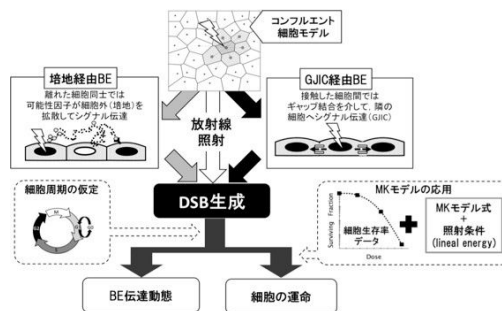 コンフルエント
細胞モデル
培地経由BE
離れた細胞同士では
可能性因子が細胞外(培地)を
拡散してシグナル伝達
GJIC経由BE
接触した細胞間では
ギャップ結合を介して,隣の
細胞へシグナル伝達(GJIC)
放射線
照射
細胞周期の仮定
DSB生成
MKモデルの応用
Surviving Fraction
細胞生存率
データ
Dose
MKモデル式
+
照射条件
(lineal energy)
BE伝達動態
細胞の運命